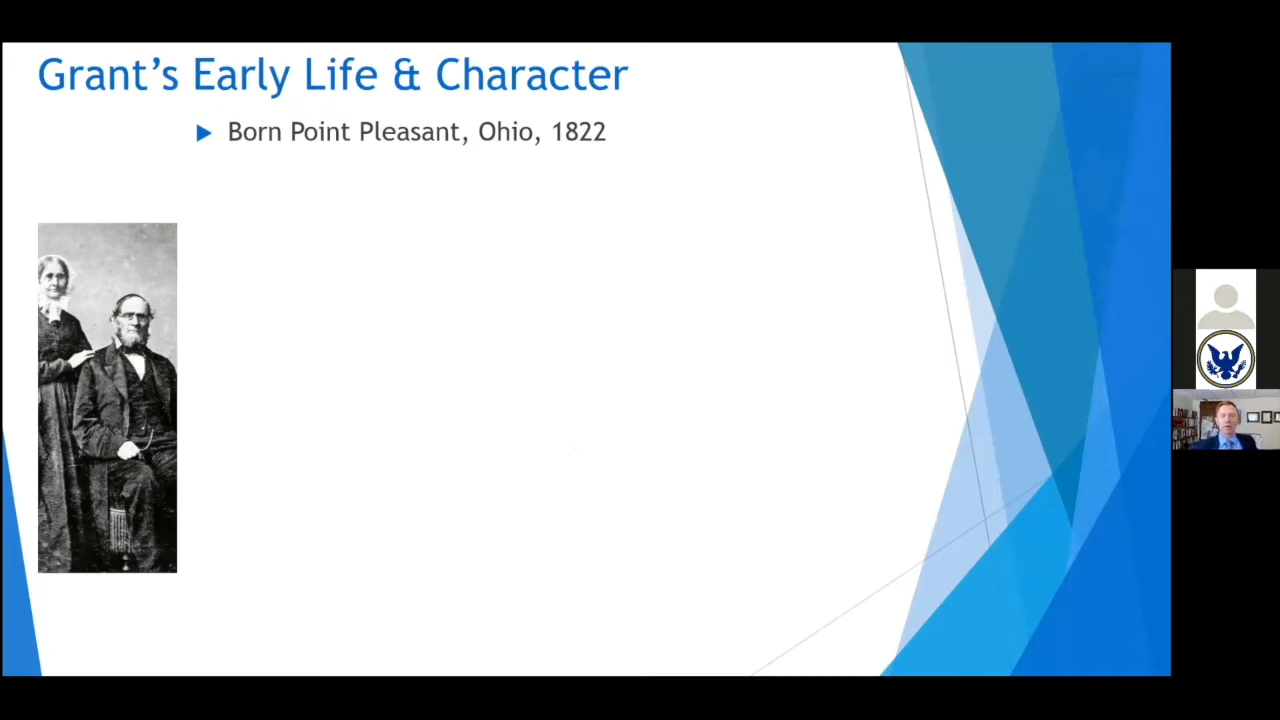 Grant's Early Life & Character
Born Point Pleasant, Ohio, 1822